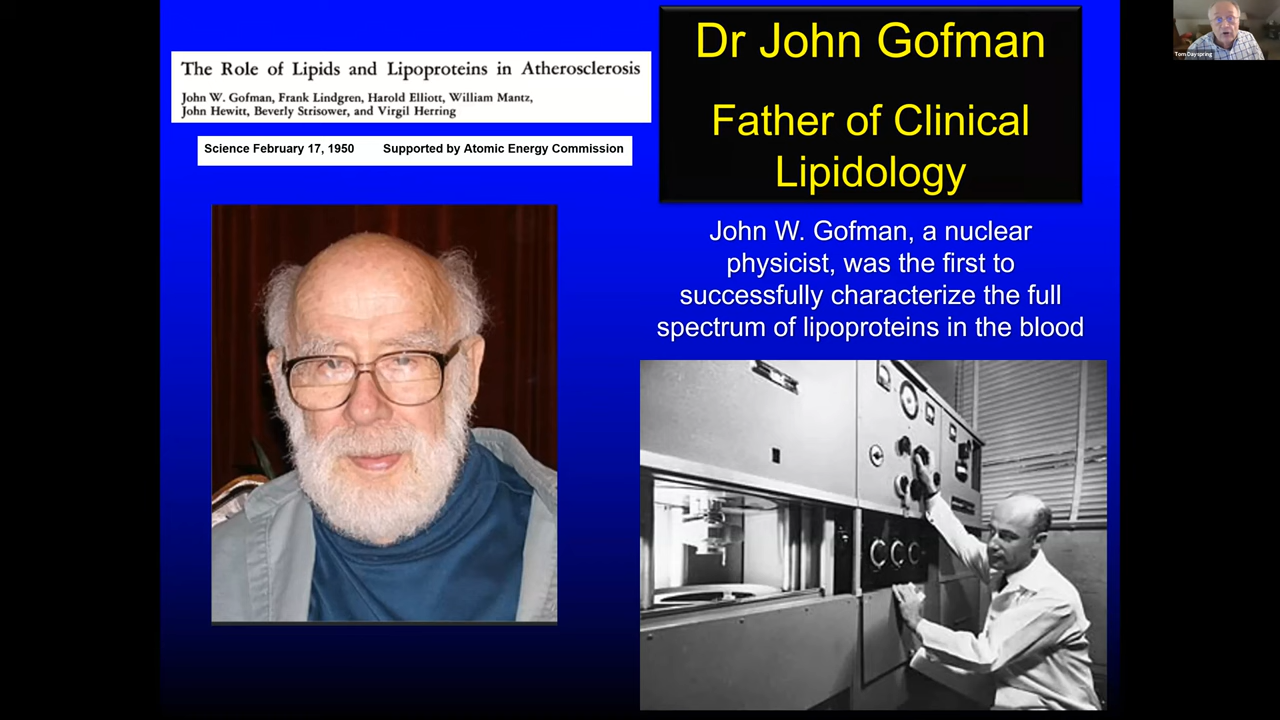 The Role of Lipids and Lipoproteins in Atherosclerosis
John W. Gofman, Frank Lindgren, Harold Elliott, William Mantz,
John Hewitt, Beverly Strisower, and Virgil Herring
Science February 17, 1950 Supported by Atomic Energy Commission
Dr John Gofman
Father of Clinical
Lipidology
John W. Gofman, a nuclear
physicist, was the first to
successfully characterize the full
spectrum of lipoproteins in the blood
Tom Dayspring